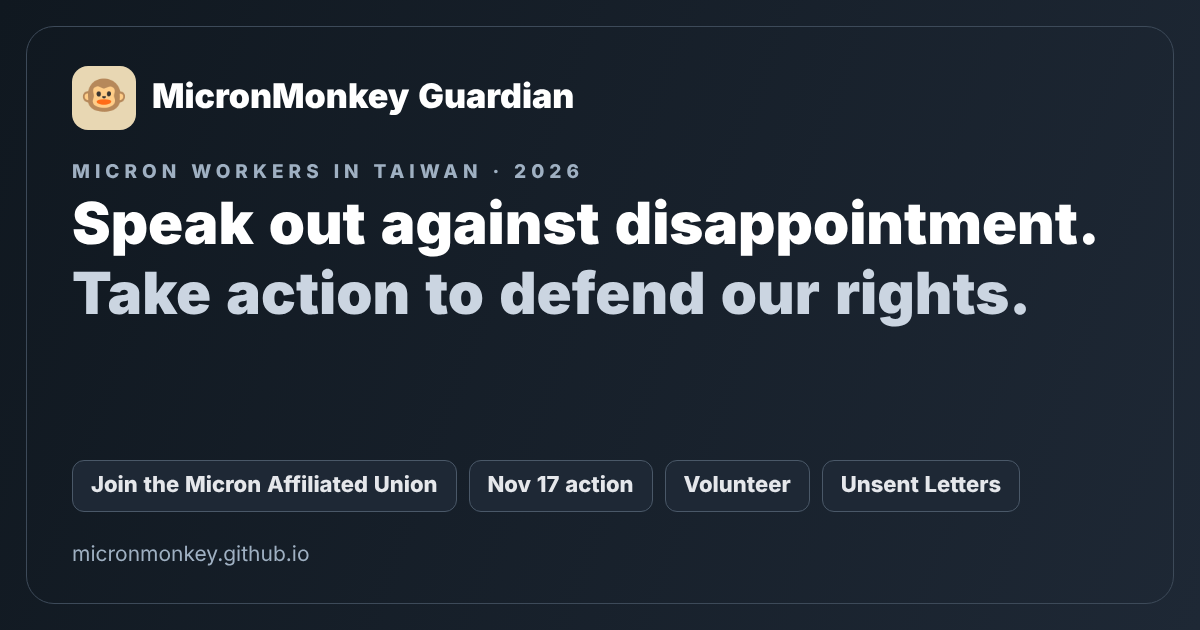 MicronMonkey Guardian
MICRON WORKERS IN TAIWAN · 2026
Speak out against disappointment.
Take action to defend our rights.
Join the Micron Affiliated Union
Nov 17 action
Volunteer
Unsent Letters
micronmonkey.github.io